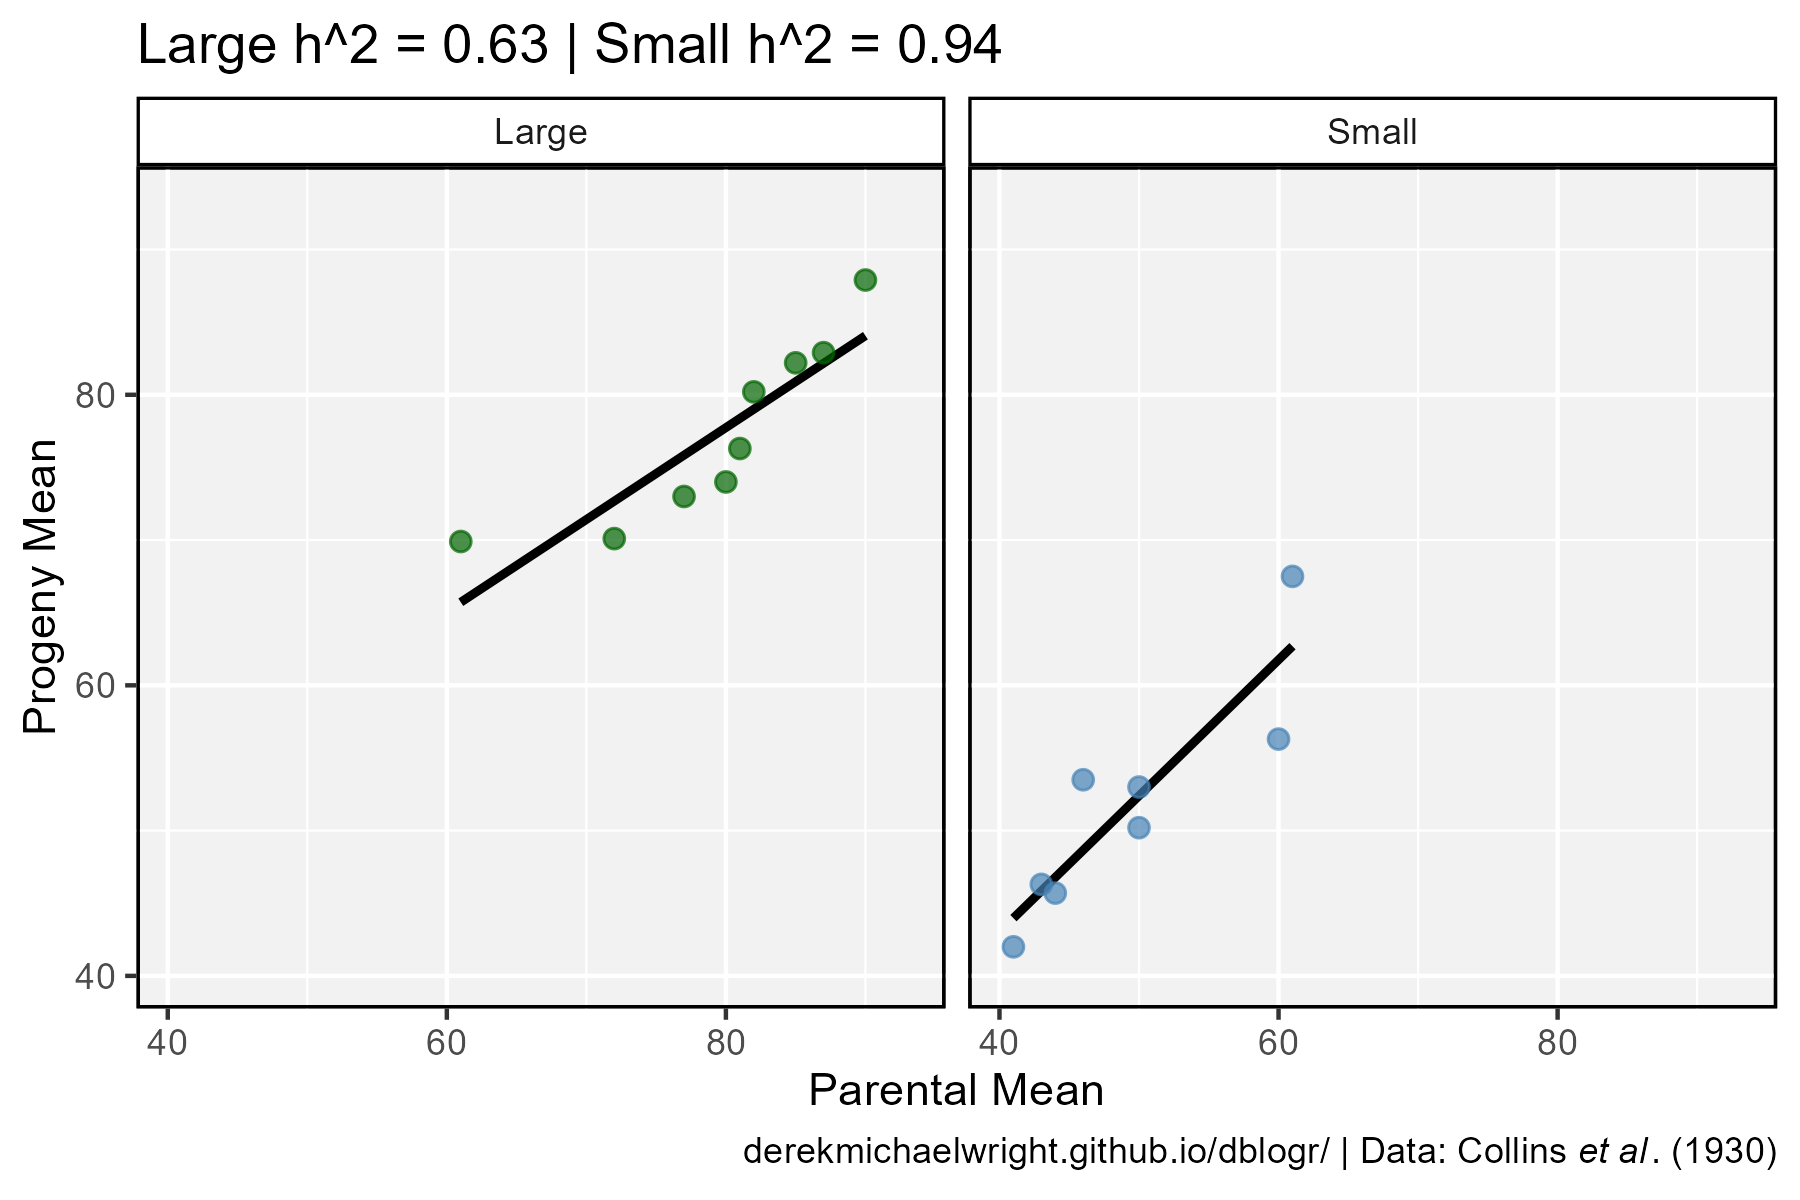 Large h^2 = 0.63 | Small h^2 = 0.94
Large
Small
Progeny Mean
80
60
40
40
60
80
40
60
80
Parental Mean
derekmichaelwright.github.io/dblogr/ | Data: Collins et al. (1930)